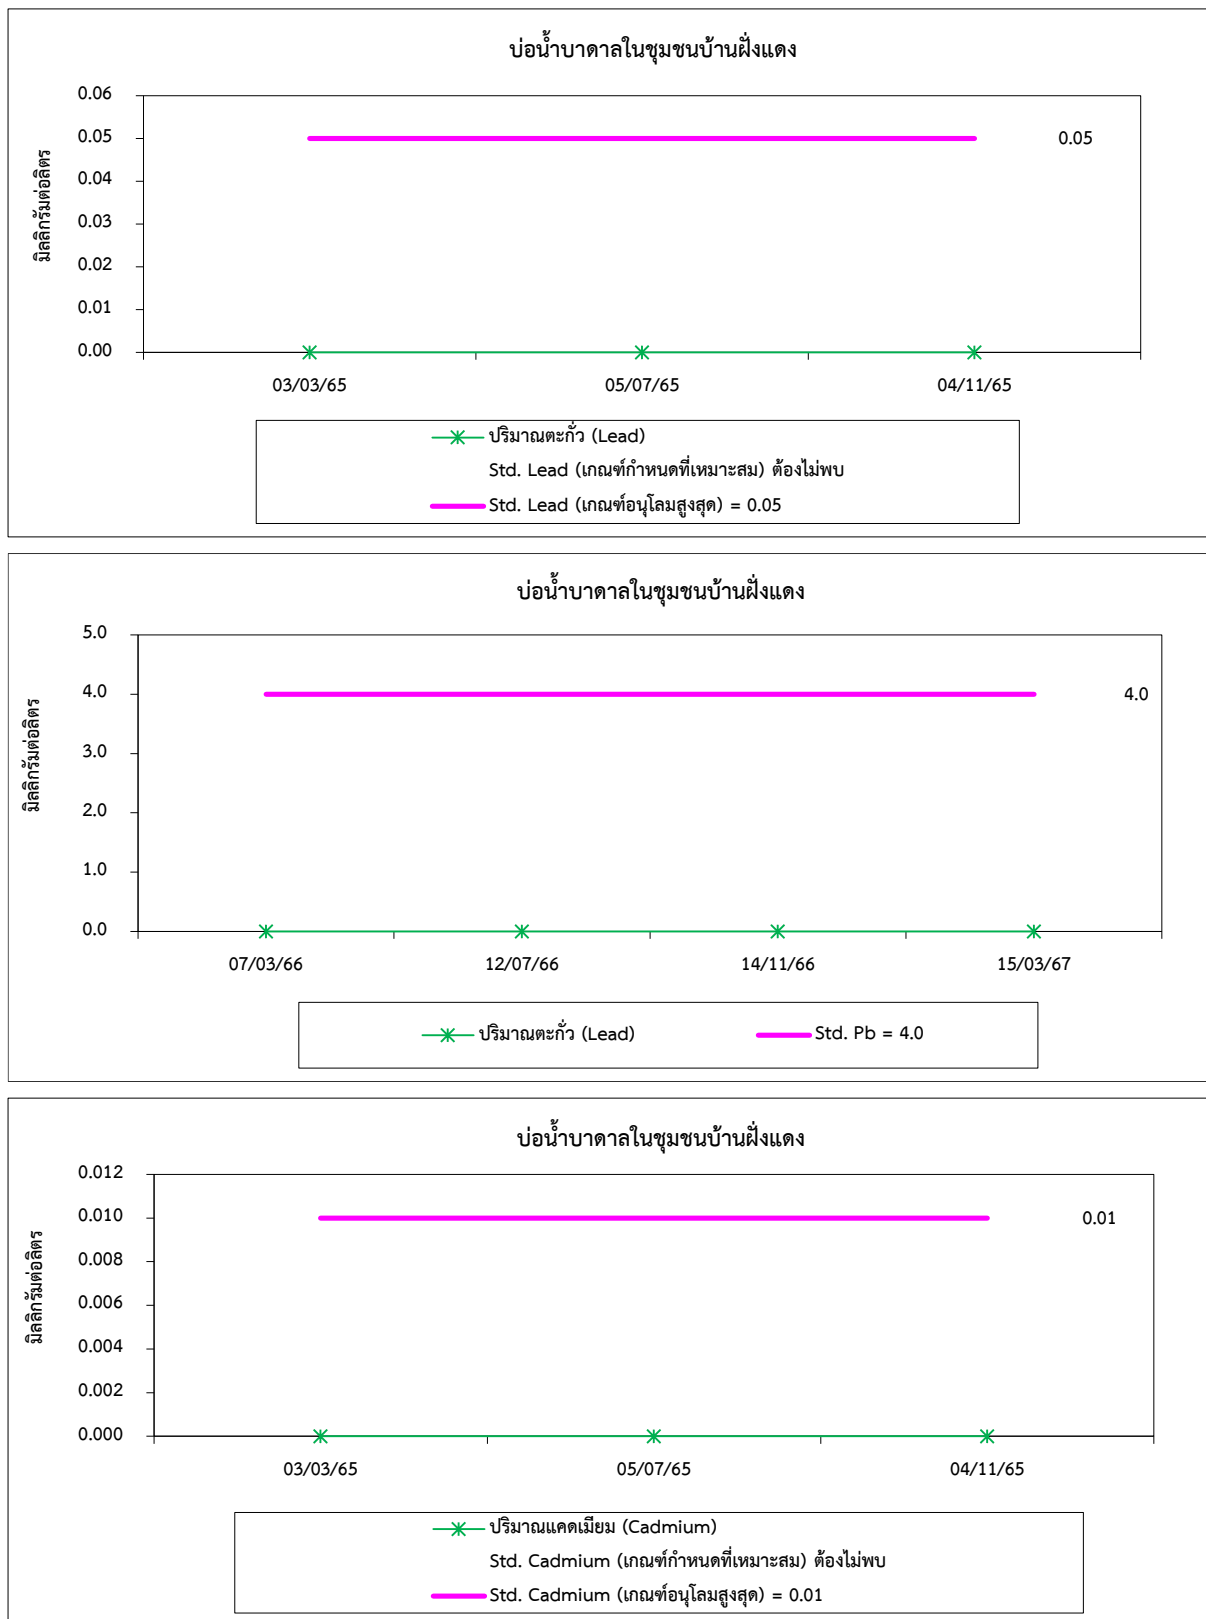 บ่อน้ำบาดาลในชุมชนบ้านฝั่งแดง
มิลลิกรัมต่อลิตร
0.06
0.05
0.04
0.03
0.02
0.01
0.00
0.05
03/03/65 05/07/65 04/11/65
ปริมาณตะกั่ว (Lead)
Std. Lead (เกณฑ์กำหนดที่เหมาะสม) ต้องไม่พบ
Std. Lead (เกณฑ์อนุโลมสูงสุด) = 0.05
บ่อน้ำบาดาลในชุมชนบ้านฝั่งแดง
มิลลิกรัมต่อลิตร
5.0
4.0
3.0
2.0
1.0
0.0
4.0
07/03/66 12/07/66 14/11/66 15/03/67
ปริมาณตะกั่ว (Lead) Std. Pb = 4.0
บ่อน้ำบาดาลในชุมชนบ้านฝั่งแดง
มิลลิกรัมต่อลิตร
0.012
0.010
0.008
0.006
0.004
0.002
0.000
0.01
03/03/65 05/07/65 04/11/65
ปริมาณแคดเมียม (Cadmium)
Std. Cadmium (เกณฑ์กำหนดที่เหมาะสม) ต้องไม่พบ
Std. Cadmium (เกณฑ์อนุโลมสูงสุด) = 0.01